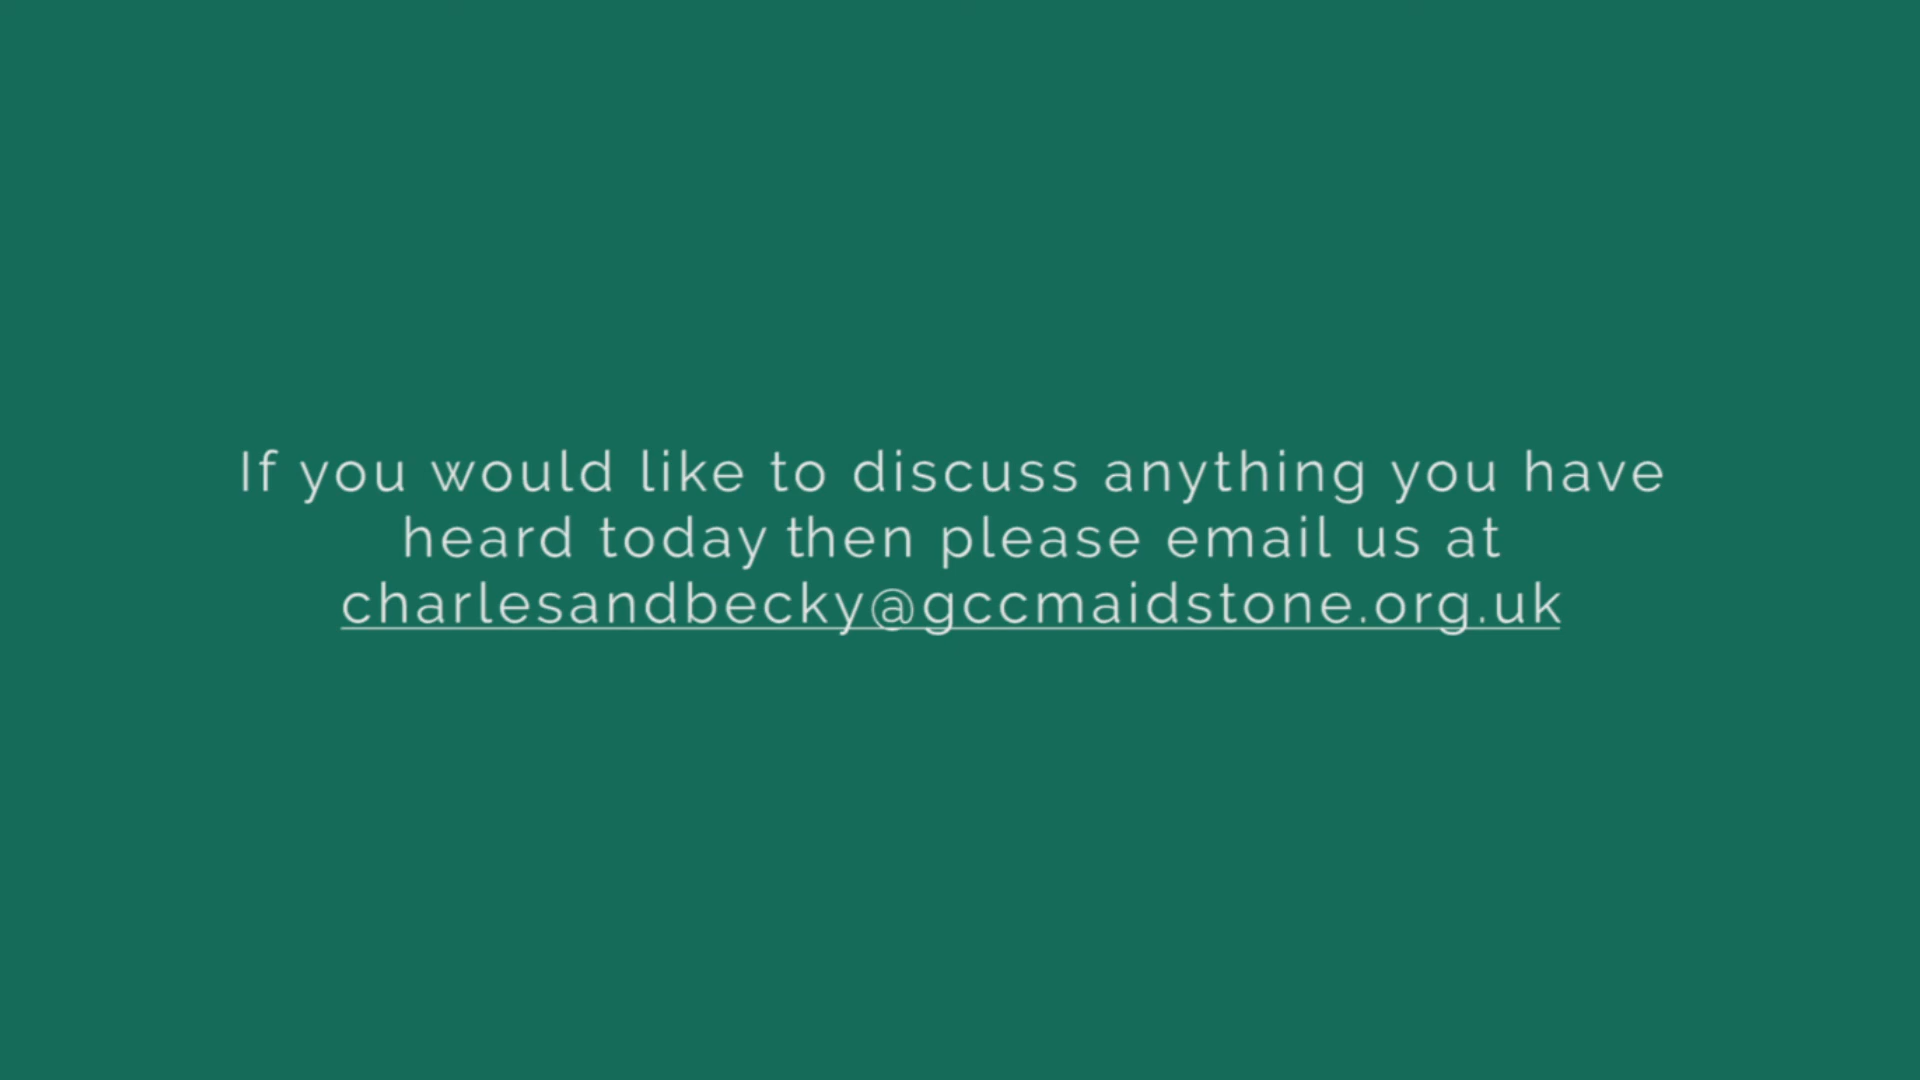 If you would like to discuss anything you have
heard today then please email us at
charlesandbecky@gccmaidstone.org.uk